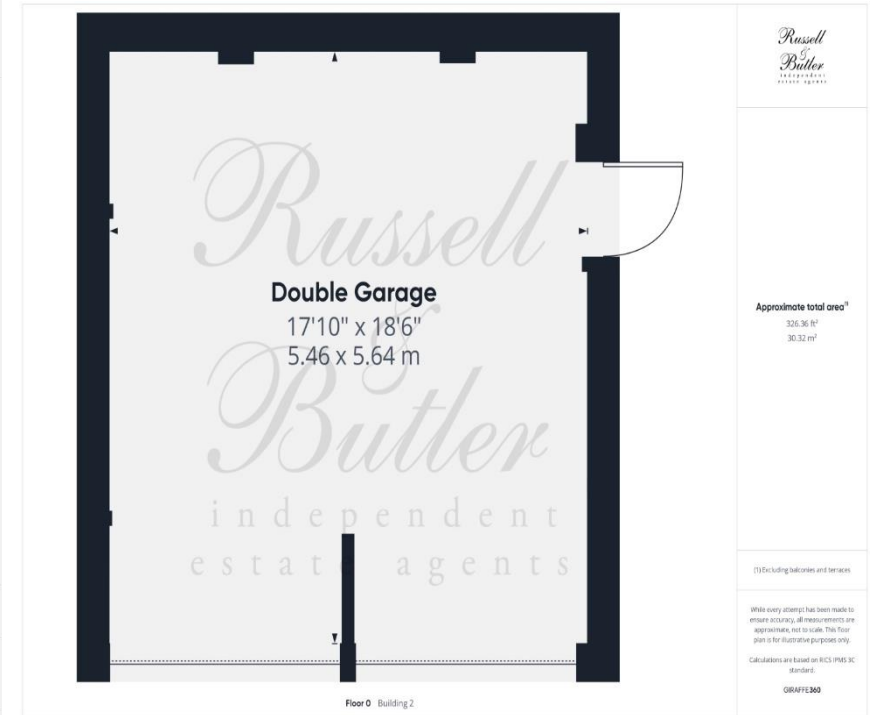 Russell
&
Butler
independent
estate agents
Russell
&
Butler
independent
estate agents
Double Garage
17'10" x 18'6"
5.46 x 5.64 m
Approximate total area(1)
326.36 ft²
30.32 m²
(1) Excluding balconies and terraces
While every attempt has been made to
ensure accuracy, all measurements are
approximate, not to scale. This floor
plan is for illustrative purposes only.
Calculations are based on RICS IPMS 3C
standard.
GIRAFFE360
Floor 0 Building 2